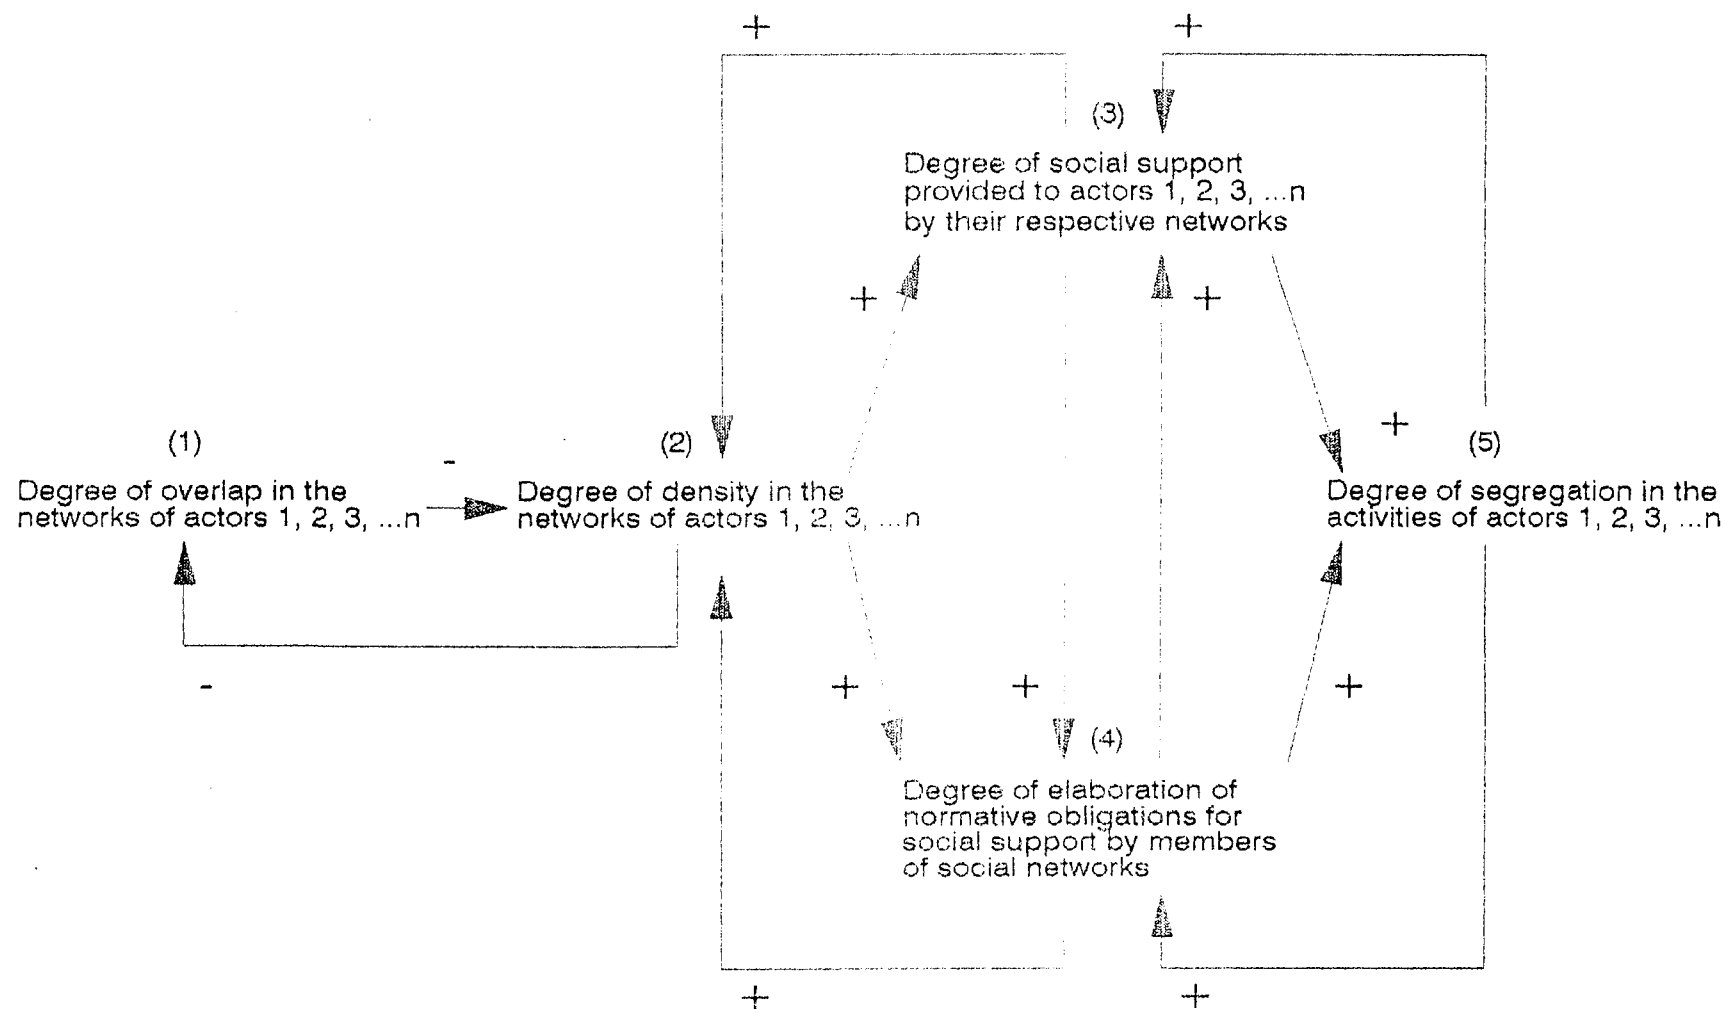 +
+
(3)
Degree of social support
provided to actors 1, 2, 3, ...n
by their respective networks
+
+
+
(1)
(2)
(5)
-
Degree of overlap in the
networks of actors 1, 2, 3, ...n
Degree of density in the
networks of actors 1, 2, 3, ...n
Degree of segregation in the
activities of actors 1, 2, 3, ...n
-
+
+
+
(4)
Degree of elaboration of
normative obligations for
social support by members
of social networks
+
+